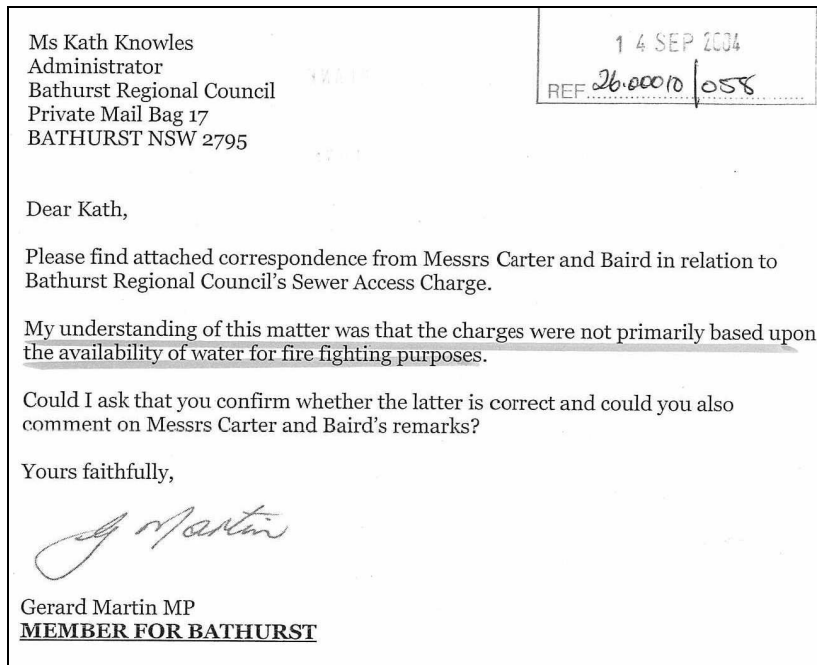 Ms Kath Knowles
Administrator
Bathurst Regional Council
Private Mail Bag 17
BATHURST NSW 2795
14 SEP 2004
REF 26.00010/058
Dear Kath,
Please find attached correspondence from Messrs Carter and Baird in relation to
Bathurst Regional Council's Sewer Access Charge.
My understanding of this matter was that the charges were not primarily based upon
the availability of water for fire fighting purposes.
Could I ask that you confirm whether the latter is correct and could you also
comment on Messrs Carter and Baird's remarks?
Yours faithfully,
G Martin
Gerard Martin MP
MEMBER FOR BATHURST